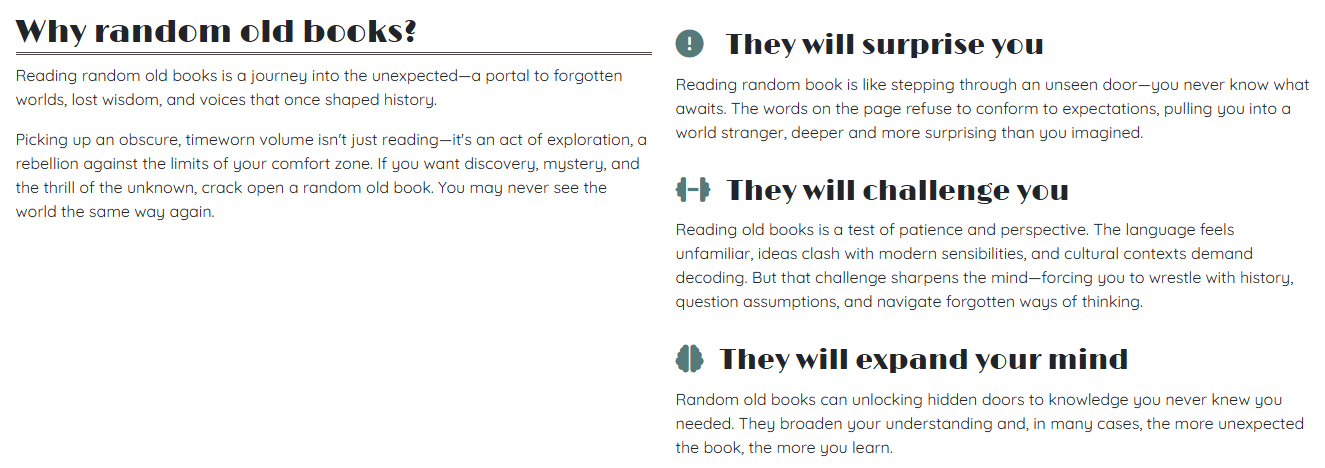 Why random old books?
Reading random old books is a journey into the unexpected—a portal to forgotten
worlds, lost wisdom, and voices that once shaped history.
Picking up an obscure, timeworn volume isn't just reading—it's an act of exploration, a
rebellion against the limits of your comfort zone. If you want discovery, mystery, and
the thrill of the unknown, crack open a random old book. You may never see the
world the same way again.
They will surprise you
Reading random book is like stepping through an unseen door—you never know what
awaits. The words on the page refuse to conform to expectations, pulling you into a
world stranger, deeper and more surprising than you imagined.
They will challenge you
Reading old books is a test of patience and perspective. The language feels
unfamiliar, ideas clash with modern sensibilities, and cultural contexts demand
decoding. But that challenge sharpens the mind—forcing you to wrestle with history,
question assumptions, and navigate forgotten ways of thinking.
They will expand your mind
Random old books can unlocking hidden doors to knowledge you never knew you
needed. They broaden your understanding and, in many cases, the more unexpected
the book, the more you learn.